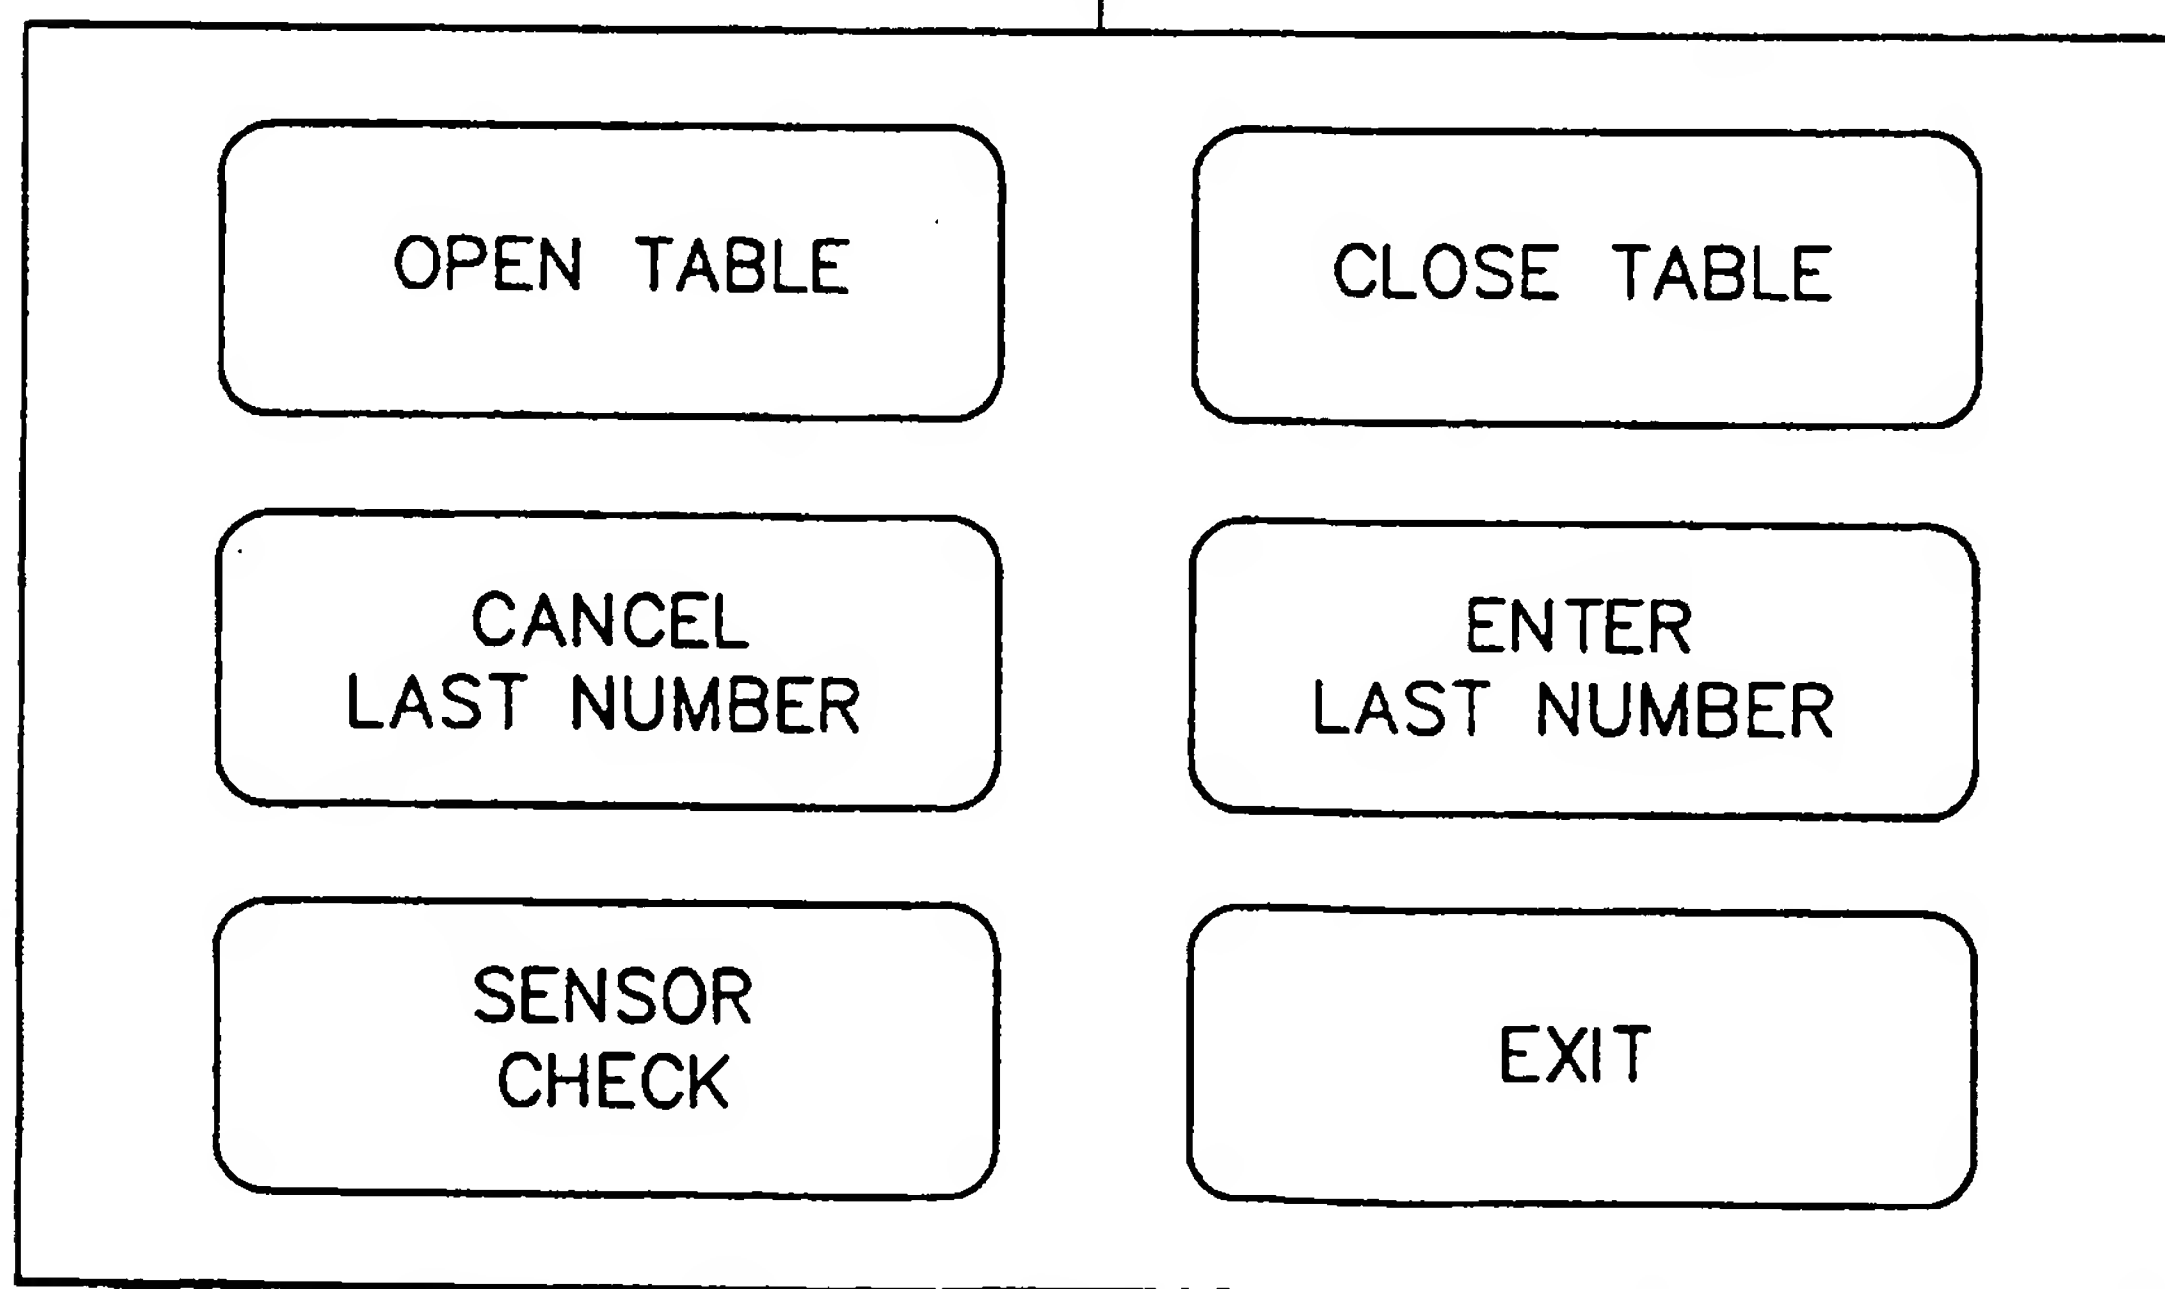 OPEN TABLE
CLOSE TABLE
CANCEL
LAST NUMBER
ENTER
LAST NUMBER
SENSOR
CHECK
EXIT